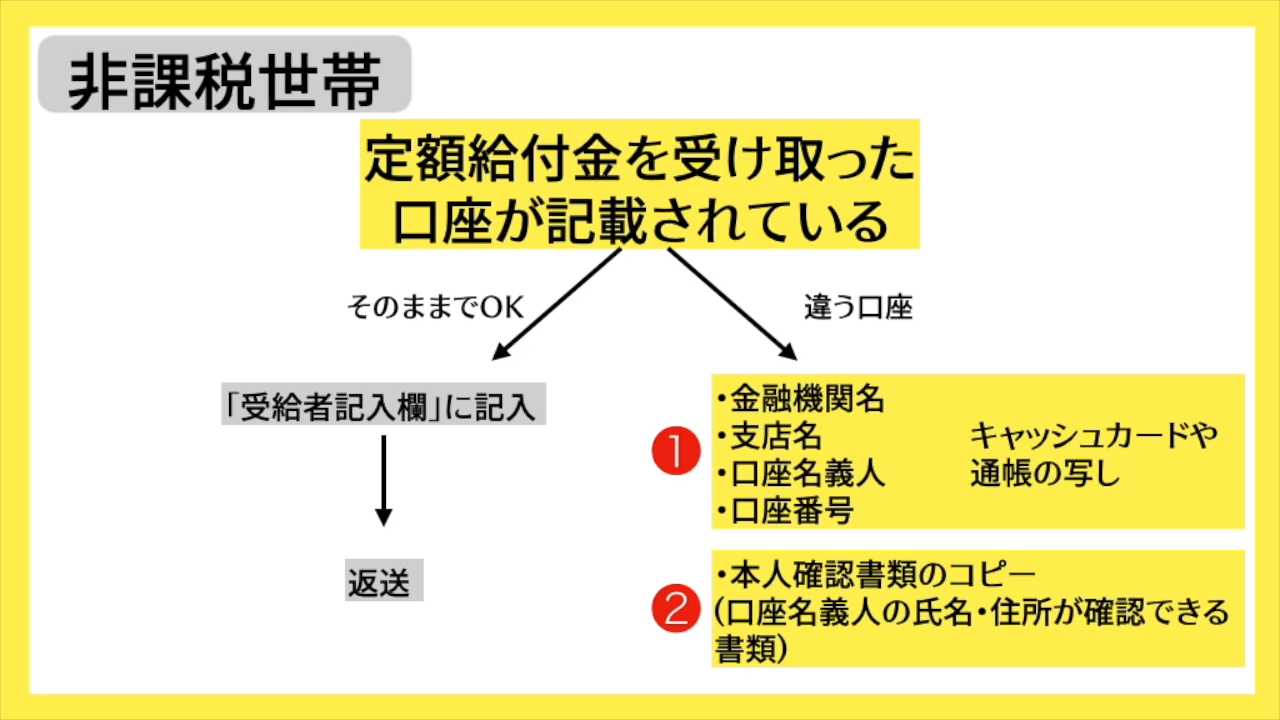 非課税世帯
定額給付金を受け取った
口座が記載されている
そのままでOK
違う口座
「受給者記入欄」に記入
返送
1
・金融機関名
・支店名
・口座名義人
・口座番号
キャッシュカードや
通帳の写し
2
・本人確認書類のコピー
(口座名義人の氏名・住所が確認できる
書類)